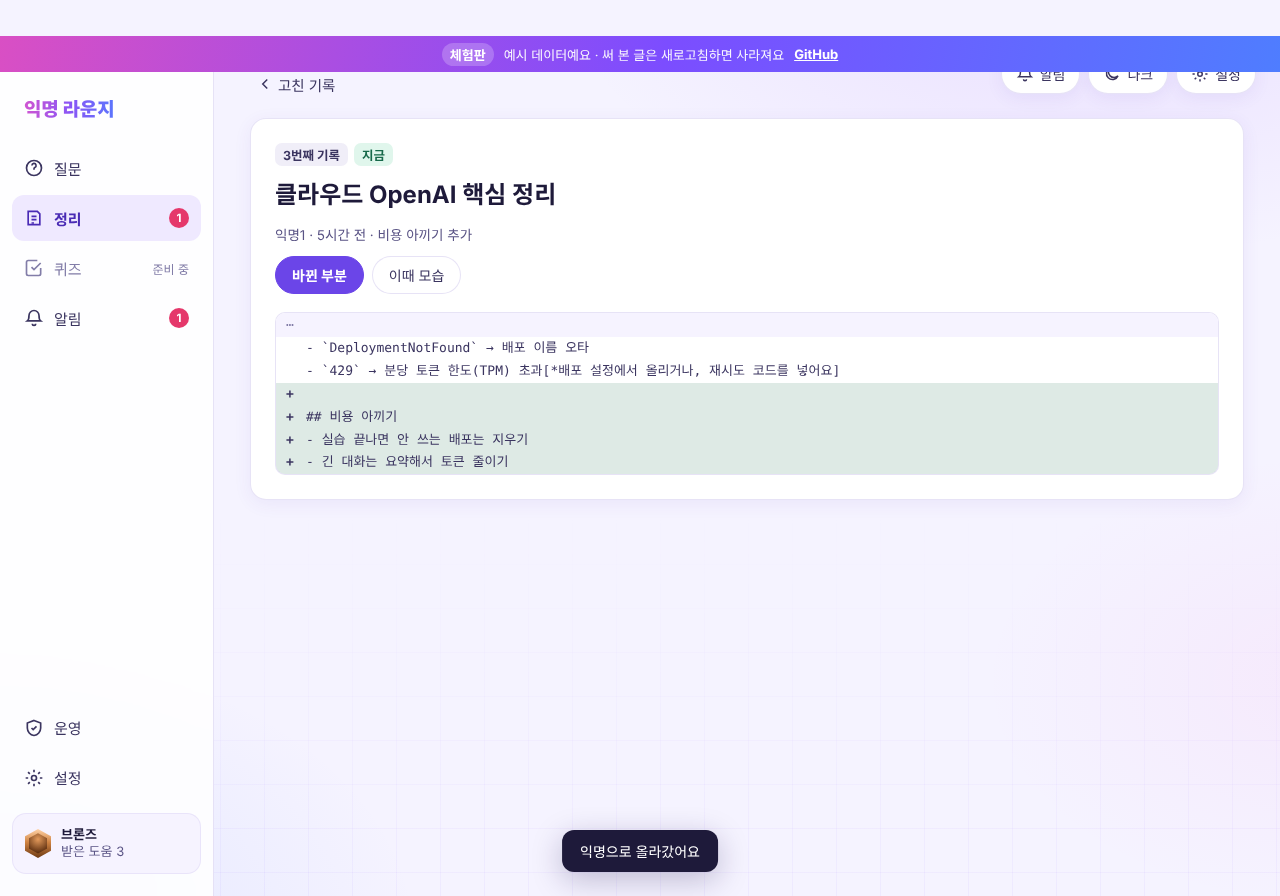 체험판 예시 데이터예요 · 써 본 글은 새로고침하면 사라져요 GitHub
고친 기록
알림 다크 설정
익명 라운지
질문
정리 1
퀴즈 준비 중
알림 1
3번째 기록 지금
클라우드 OpenAI 핵심 정리
익명1 · 5시간 전 · 비용 아끼기 추가
바뀐 부분 이때 모습
…
- `DeploymentNotFound` → 배포 이름 오타
- `429` → 분당 토큰 한도(TPM) 초과[*배포 설정에서 올리거나, 재시도 코드를 넣어요]
+
+ ## 비용 아끼기
+ - 실습 끝나면 안 쓰는 배포는 지우기
+ - 긴 대화는 요약해서 토큰 줄이기
운영
설정
브론즈
받은 도움 3
익명으로 올라갔어요